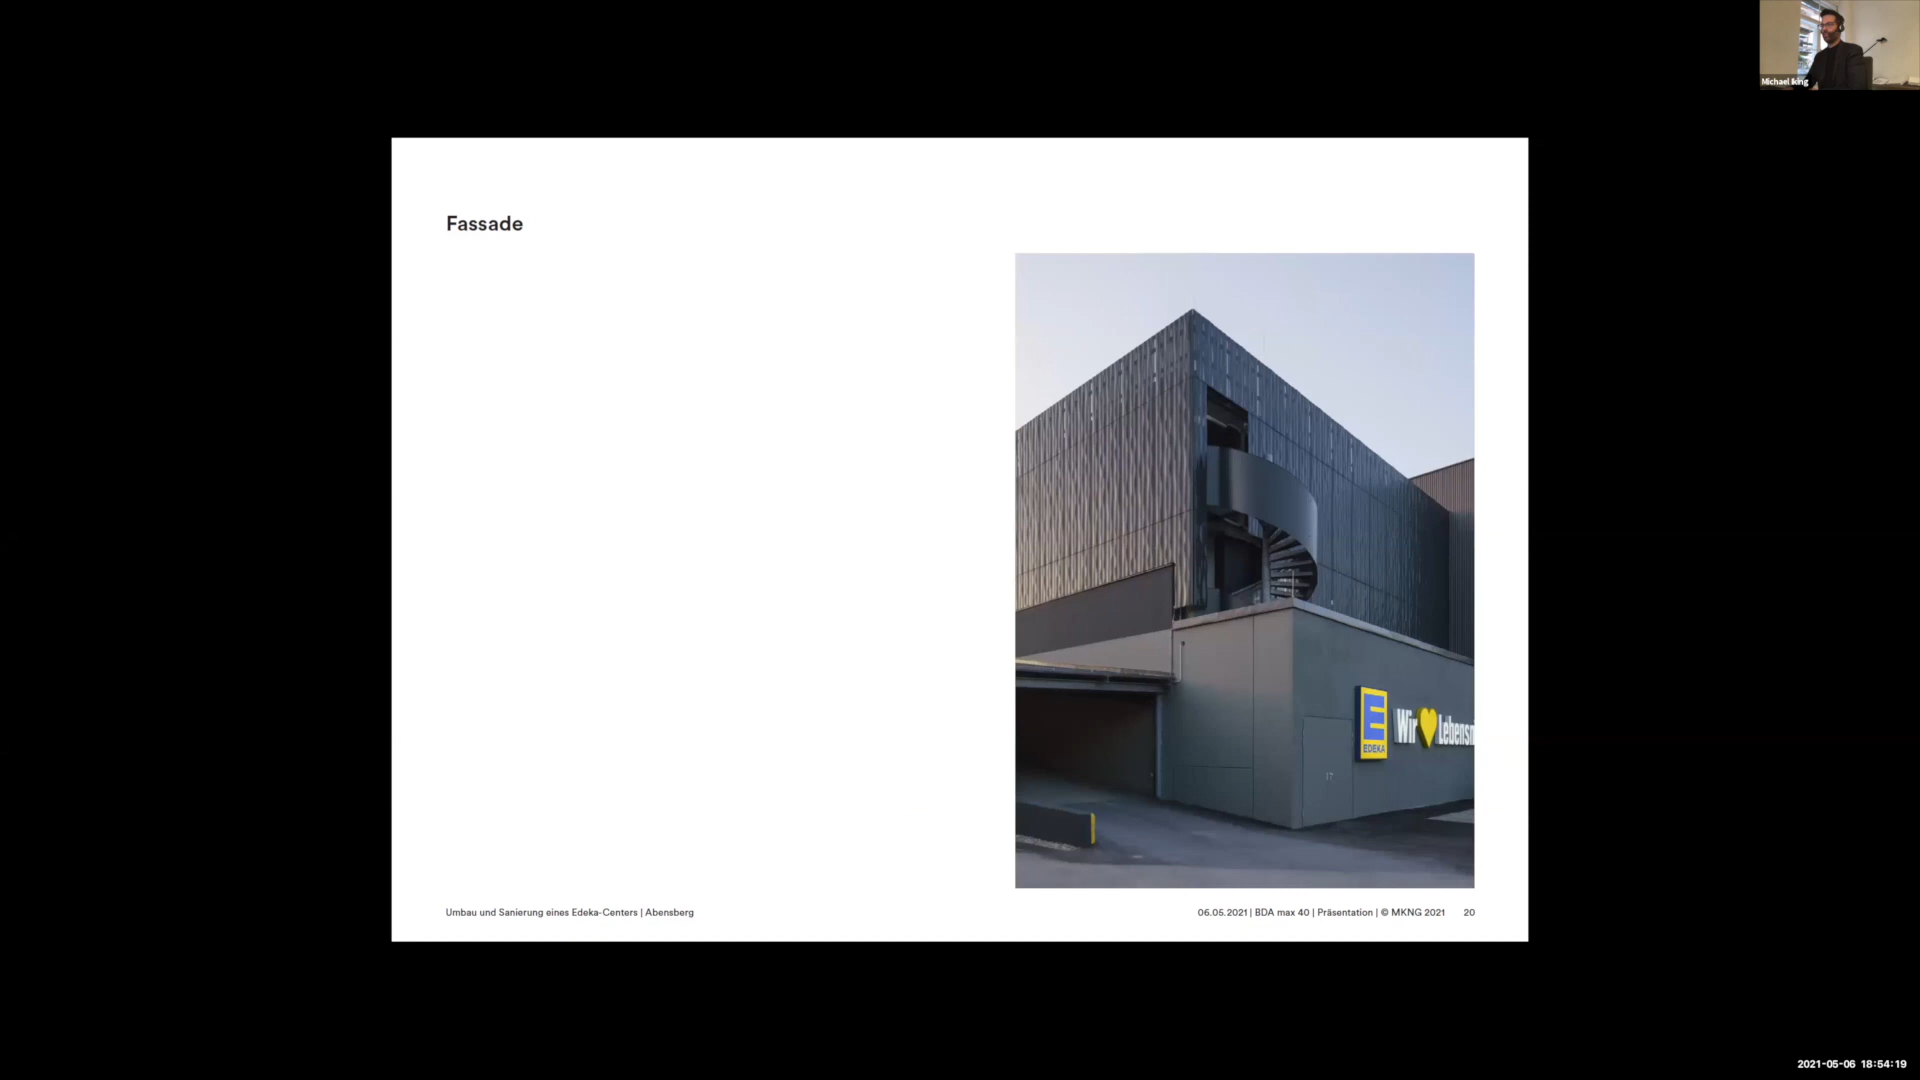 Michael Iking
Fassade
E
EDEKA
Wir
17
Umbau und Sanierung eines Edeka-Centers | Abensberg
06.05.2021 | BDA max 40 | Präsentation | © MKNG 2021 20
2021-05-06 18:54:19